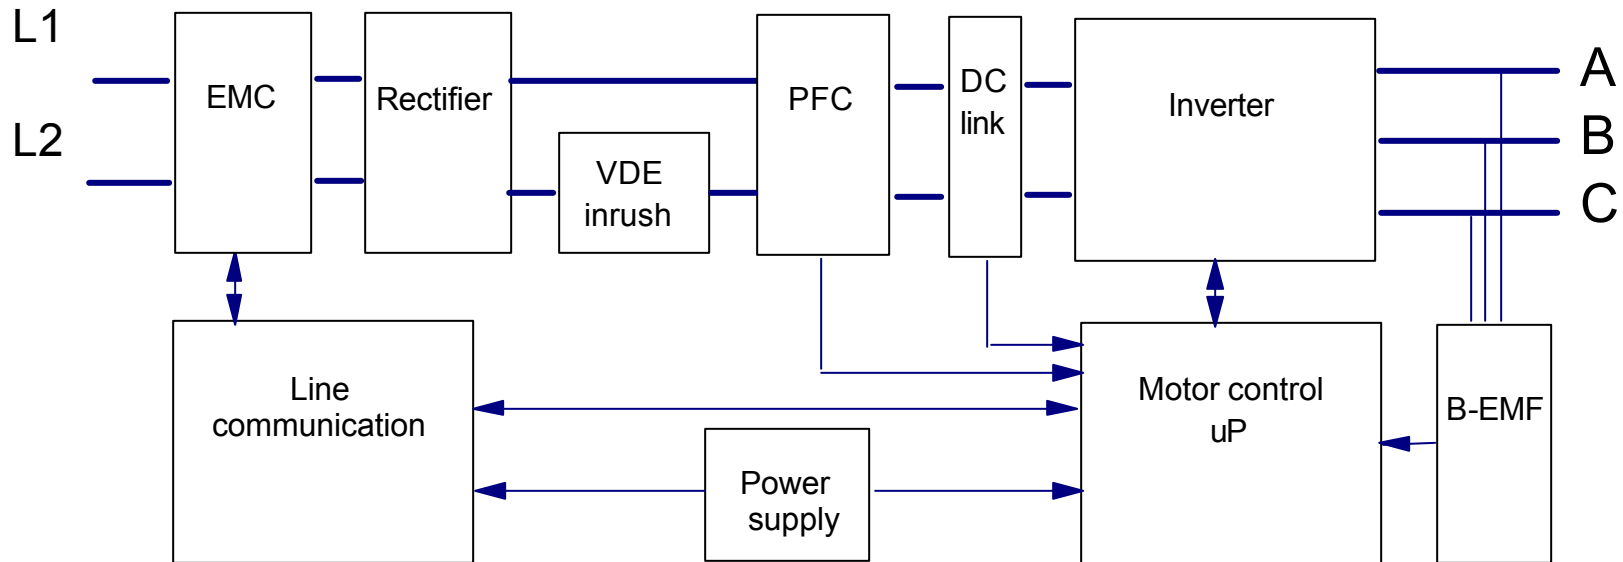 L1
L2
EMC
Rectifier
VDE
inrush
PFC
DC
link
Inverter
A
B
C
Line
communication
Power
supply
Motor control
uP
B-EMF